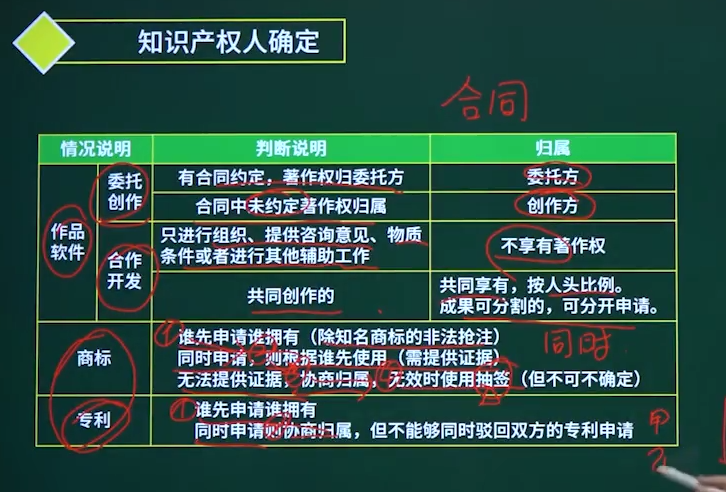 知识产权人确定
合同
情况说明 判断说明 归属
作品
软件
委托
创作
有合同约定，著作权归委托方 委托方
合同中未约定著作权归属 创作方
合作
开发
只进行组织、提供咨询意见、物质
条件或者进行其他辅助工作
不享有著作权
共同创作的
共同享有，按人头比例。
成果可分割的，可分开申请。
同时
商标
谁先申请谁拥有（除知名商标的非法抢注）
同时申请，则根据谁先使用（需提供证据）
无法提供证据，协商归属，无效时使用抽签（但不可不确定）
专利
①谁先申请谁拥有
同时申请则协商归属，但不能够同时驳回双方的专利申请
甲
乙